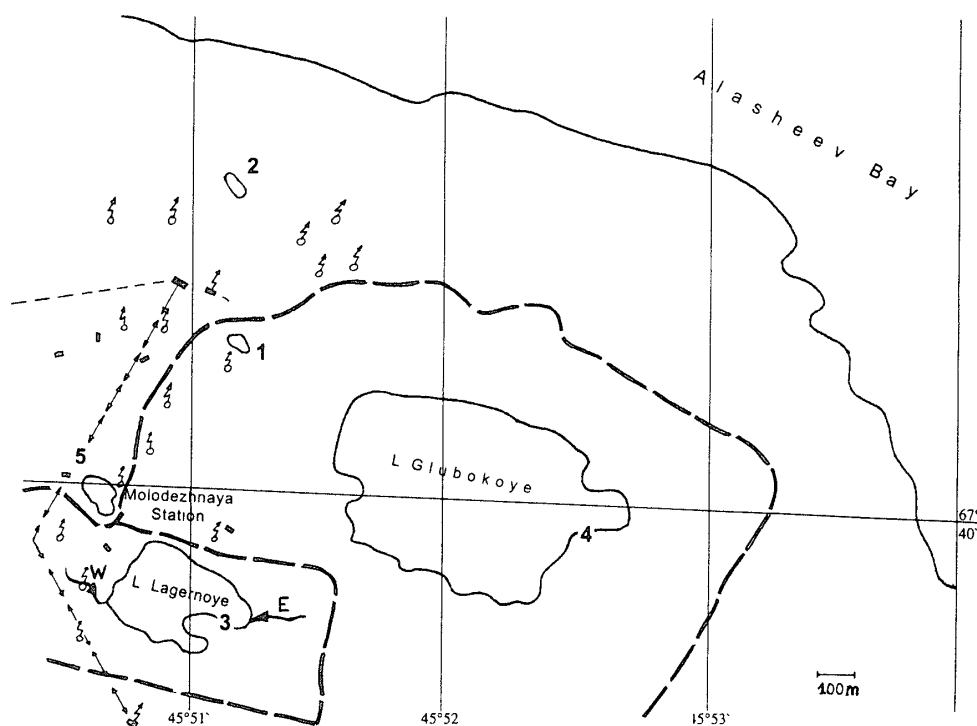 Alasheev Bay
2
1
5
L Glubokoye
Molodezhnaya
Station
67°
40'
4
W
L Lagernoye
3
E
100m
45°51'
45°52
15°53'